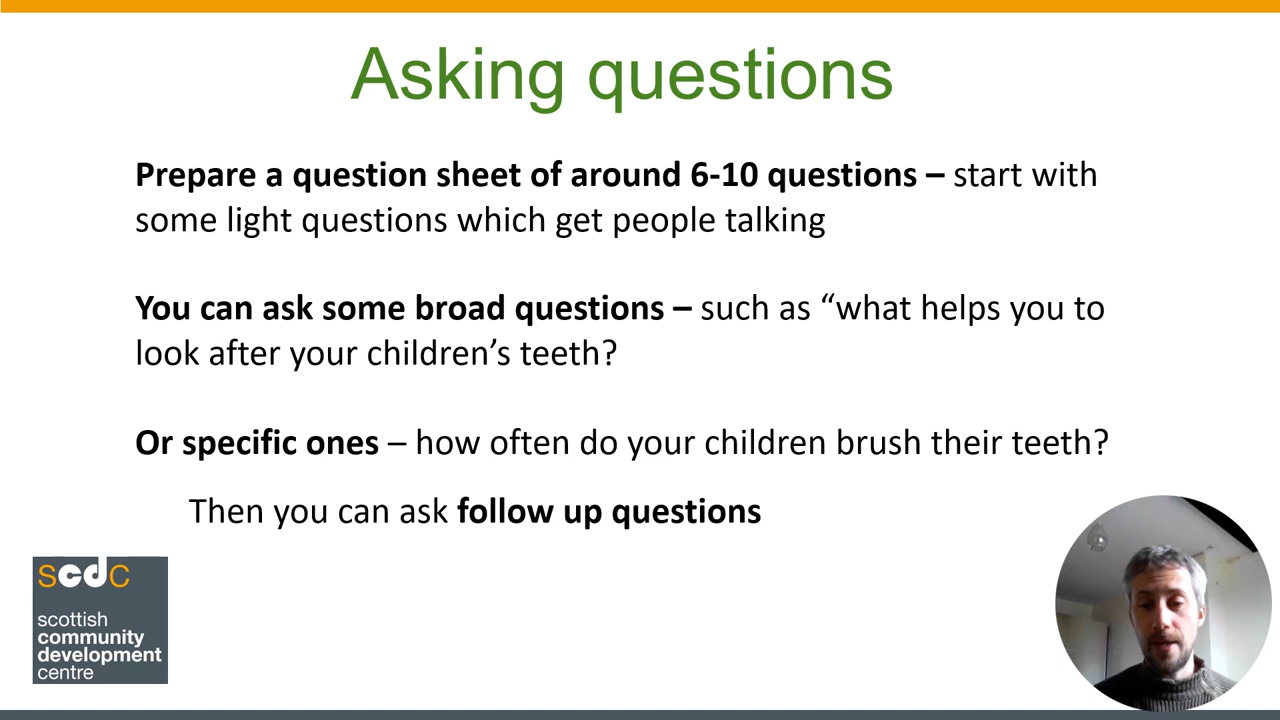 Asking questions
Prepare a question sheet of around 6-10 questions – start with
some light questions which get people talking
You can ask some broad questions – such as “what helps you to
look after your children’s teeth?
Or specific ones – how often do your children brush their teeth?
Then you can ask follow up questions
scdc
scottish
community
development
centre